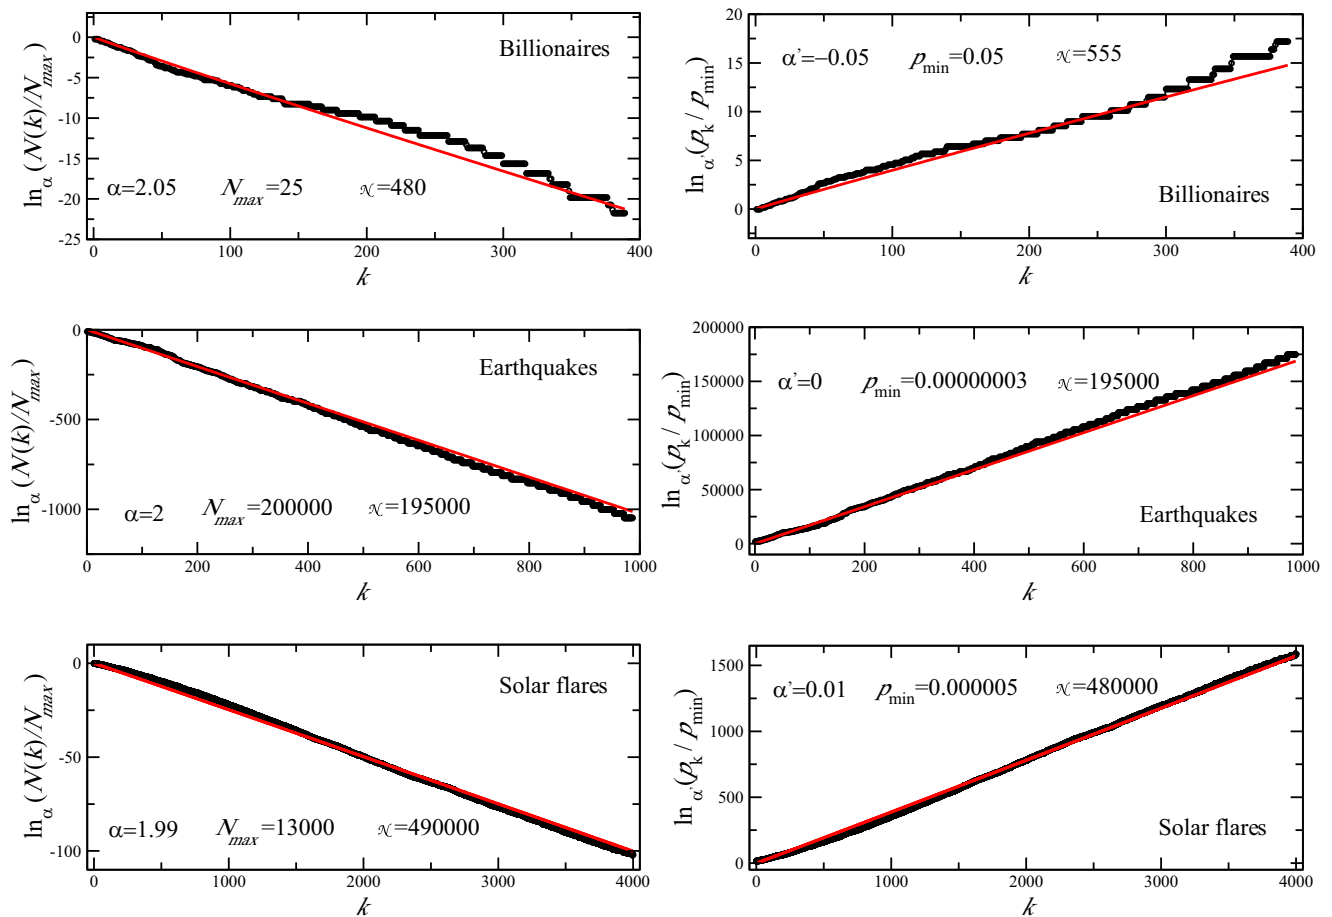 ln_α (N(k)/N_max)
0
-5
-10
-15
-20
-25
Billionaires
α=2.05 N_max=25 𝒩=480
0 100 200 300 400
k
ln_α'(p_k / p_min)
20
15
10
5
0
α'=−0.05 p_min=0.05 𝒩=555
Billionaires
0 100 200 300 400
k
ln_α (N(k)/N_max)
0
-500
-1000
Earthquakes
α=2 N_max=200000 𝒩=195000
0 200 400 600 800 1000
k
ln_α'(p_k / p_min)
200000
150000
100000
50000
0
α'=0 p_min=0.00000003 𝒩=195000
Earthquakes
0 200 400 600 800 1000
k
ln_α (N(k)/N_max)
0
-50
-100
Solar flares
α=1.99 N_max=13000 𝒩=490000
0 1000 2000 3000 4000
k
ln_α'(p_k / p_min)
1500
1000
500
0
α'=0.01 p_min=0.000005 𝒩=480000
Solar flares
0 1000 2000 3000 4000
k